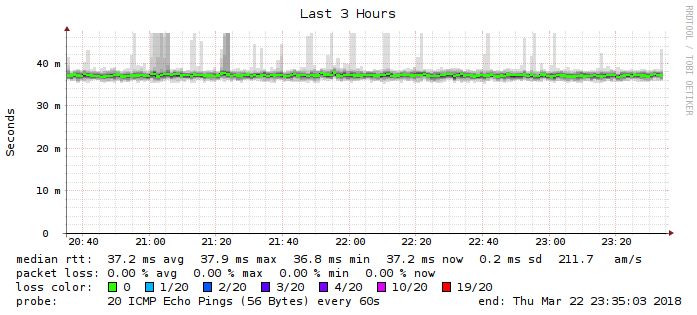 Last 3 Hours
RRDTOOL / TOBI OETIKER
Seconds
40 m
30 m
20 m
10 m
0
20:40 21:00 21:20 21:40 22:00 22:20 22:40 23:00 23:20
median rtt: 37.2 ms avg 37.9 ms max 36.8 ms min 37.2 ms now 0.2 ms sd 211.7 am/s
packet loss: 0.00 % avg 0.00 % max 0.00 % min 0.00 % now
loss color: 0 1/20 2/20 3/20 4/20 10/20 19/20
probe: 20 ICMP Echo Pings (56 Bytes) every 60s end: Thu Mar 22 23:35:03 2018